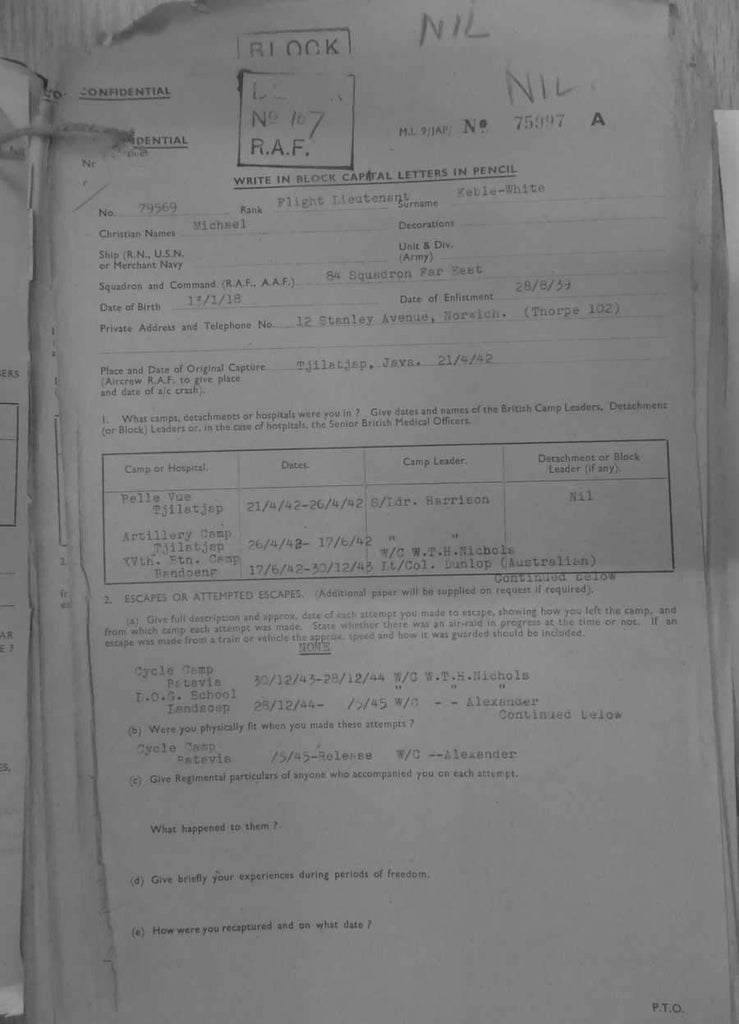 BLOCK
NIL
CONFIDENTIAL
NIL.
No 107
R.A.F.
M.I. 9/JAP/ No 75997 A
DENTIAL
WRITE IN BLOCK CAPITAL LETTERS IN PENCIL
No. 79569 Rank Flight Lieutenant Surname Keble-White
Christian Names Michael Decorations
Ship (R.N., U.S.N. or Merchant Navy Unit & Div. (Army)
Squadron and Command. (R.A.F., A.A.F.) 84 Squadron Far East
Date of Birth 13/1/18 Date of Enlistment 28/8/39
Private Address and Telephone No. 12 Stanley Avenue, Norwich. (Thorpe 102)
Place and Date of Original Capture Tjilatjap, Java. 21/4/42
(Aircrew R.A.F. to give place
and date of a/c crash).
1. What camps, detachments or hospitals were you in ? Give dates and names of the British Camp Leaders, Detachment
(or Block) Leaders or, in the case of hospitals, the Senior British Medical Officers.
Camp or Hospital. Dates. Camp Leader. Detachment or Block Leader (if any).
Belle Vue
Tjilatjap 21/4/42-26/4/42 S/Ldr. Harrison Nil
Artillery Camp
Tjilatjap 26/4/42- 17/6/42 " "
W/C W.T.H.Nichols
XVth. Btn. Camp
Bandoeng 17/6/42-30/12/43 Lt/Col. Dunlop (Australian)
Continued below
2. ESCAPES OR ATTEMPTED ESCAPES. (Additional paper will be supplied on request if required).
(a) Give full description and approx. date of each attempt you made to escape, showing how you left the camp, and
from which camp each attempt was made. State whether there was an air-raid in progress at the time or not. If an
escape was made from a train or vehicle the approx. speed and how it was guarded should be included.
NONE
Cycle Camp
Batavia 30/12/43-28/12/44 W/C W.T.H.Nichols
School " " "
28/12/44- /5/45 W/C - - Alexander
Continued below
(b) Were you physically fit when you made these attempts ?
Cycle Camp
Batavia /5/45-Release W/C --Alexander
(c) Give Regimental particulars of anyone who accompanied you on each attempt.
What happened to them ?
(d) Give briefly your experiences during periods of freedom.
(e) How were you recaptured and on what date ?
P.T.O.